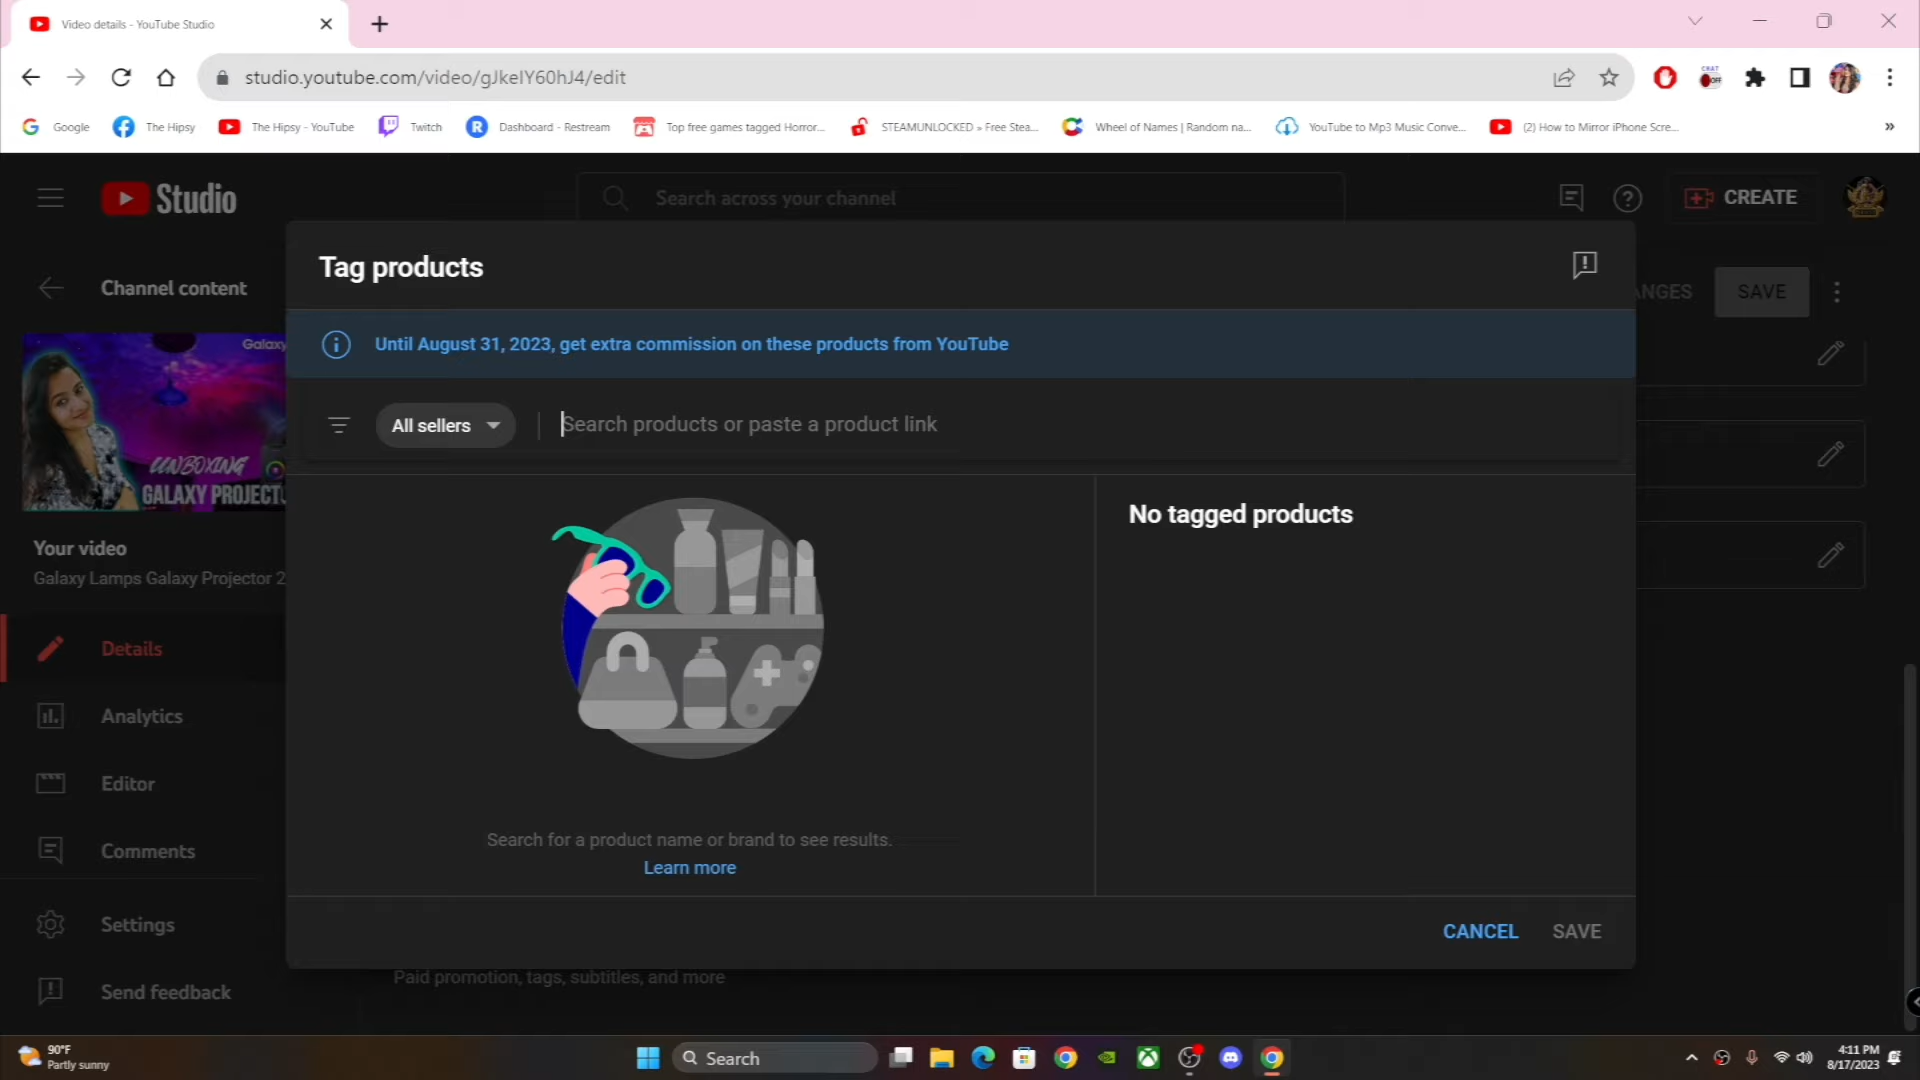 Video details - YouTube Studio
studio.youtube.com/video/gJkeIY60hJ4/edit
CHAT
OFF
Google
The Hipsy
The Hipsy - YouTube
Twitch
R
Dashboard - Restream
Top free games tagged Horror...
STEAMUNLOCKED » Free Stea...
Wheel of Names | Random na...
YouTube to Mp3 Music Conve...
(2) How to Mirror iPhone Scre...
»
Studio
Search across your channel
CREATE
Tag products
Channel content
ANGES
SAVE
Until August 31, 2023, get extra commission on these products from YouTube
Galaxy
All sellers
Search products or paste a product link
UNBOXING
GALAXY PROJECT
No tagged products
Your video
Galaxy Lamps Galaxy Projector 2
Details
Analytics
Editor
Comments
Search for a product name or brand to see results.
Learn more
Settings
CANCEL
SAVE
Paid promotion, tags, subtitles, and more
Send feedback
90°F
Partly sunny
Search
4:11 PM
8/17/2023